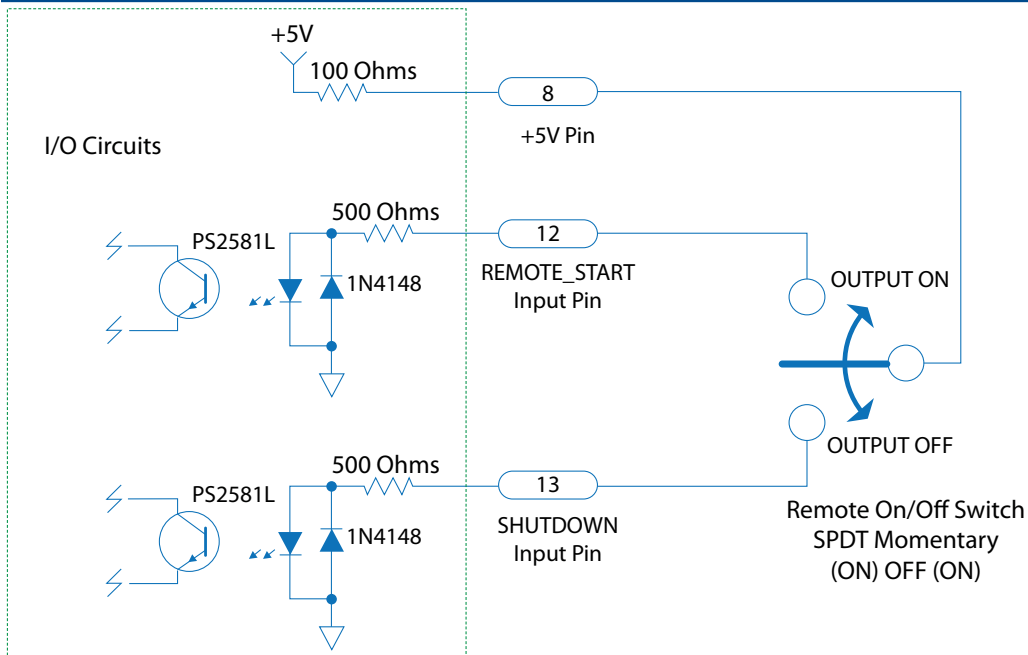 +5V
100 Ohms
8
+5V Pin
I/O Circuits
500 Ohms
PS2581L
12
1N4148
REMOTE_START
Input Pin
OUTPUT ON
OUTPUT OFF
500 Ohms
PS2581L
13
1N4148
SHUTDOWN
Input Pin
Remote On/Off Switch
SPDT Momentary
(ON) OFF (ON)